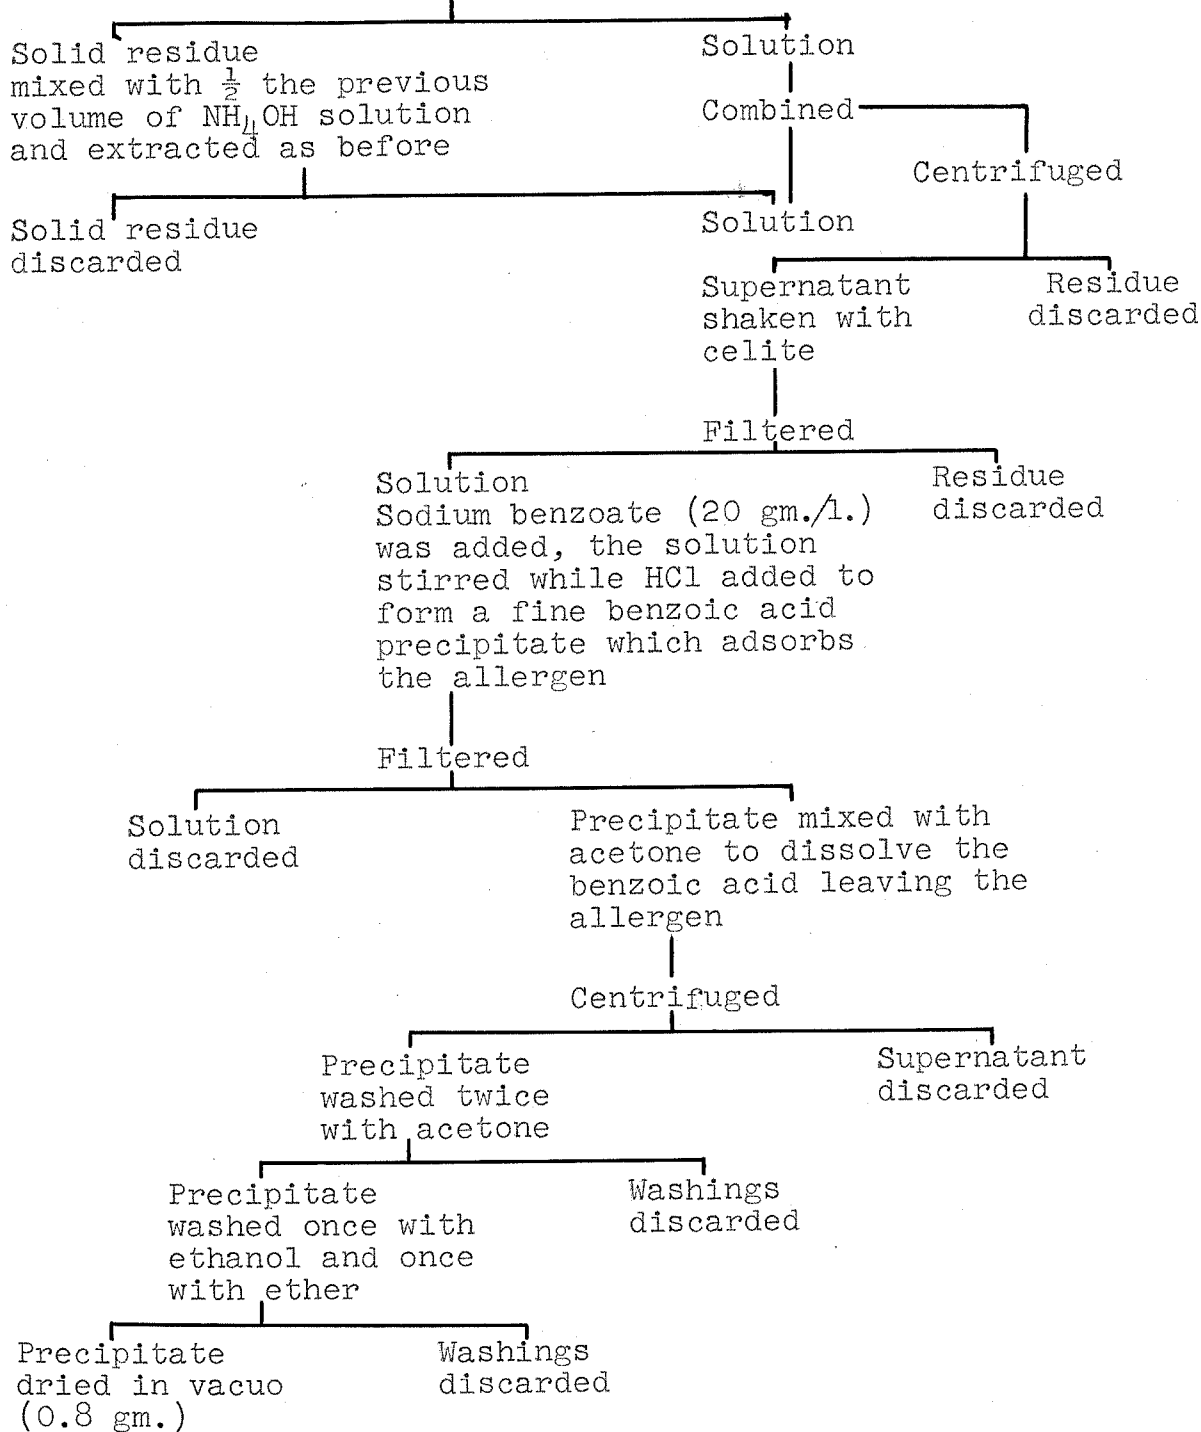 Solid residue
mixed with ½ the previous
volume of NH₄OH solution
and extracted as before
Solution
Combined
Centrifuged
Solid residue
discarded
Solution
Supernatant
shaken with
celite
Residue
discarded
Filtered
Solution
Sodium benzoate (20 gm./l.)
was added, the solution
stirred while HCl added to
form a fine benzoic acid
precipitate which adsorbs
the allergen
Residue
discarded
Filtered
Solution
discarded
Precipitate mixed with
acetone to dissolve the
benzoic acid leaving the
allergen
Centrifuged
Precipitate
washed twice
with acetone
Supernatant
discarded
Precipitate
washed once with
ethanol and once
with ether
Washings
discarded
Precipitate
dried in vacuo
(0.8 gm.)
Washings
discarded